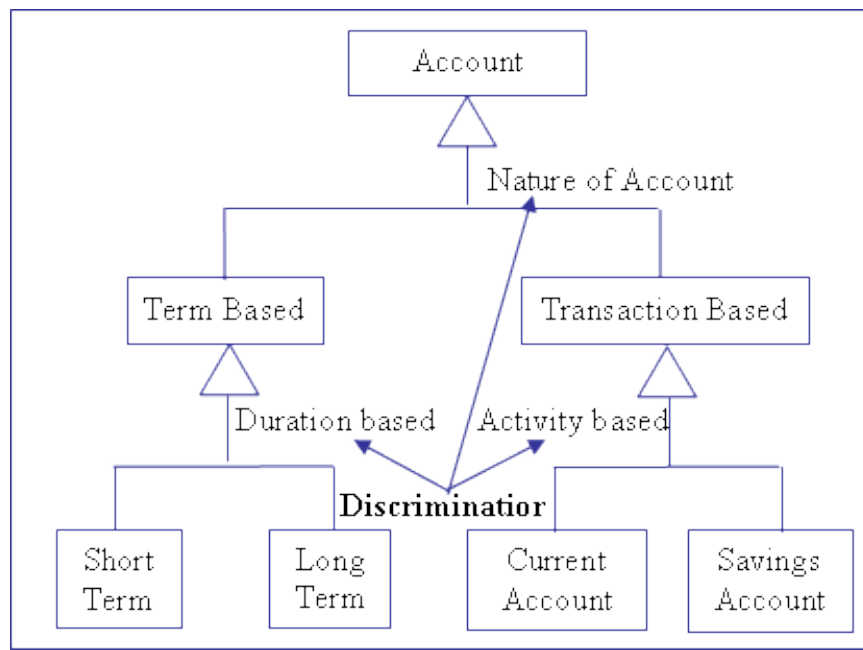 Account
Nature of Account
Term Based
Transaction Based
Duration based
Activity based
Discriminatior
Short
Term
Long
Term
Current
Account
Savings
Account